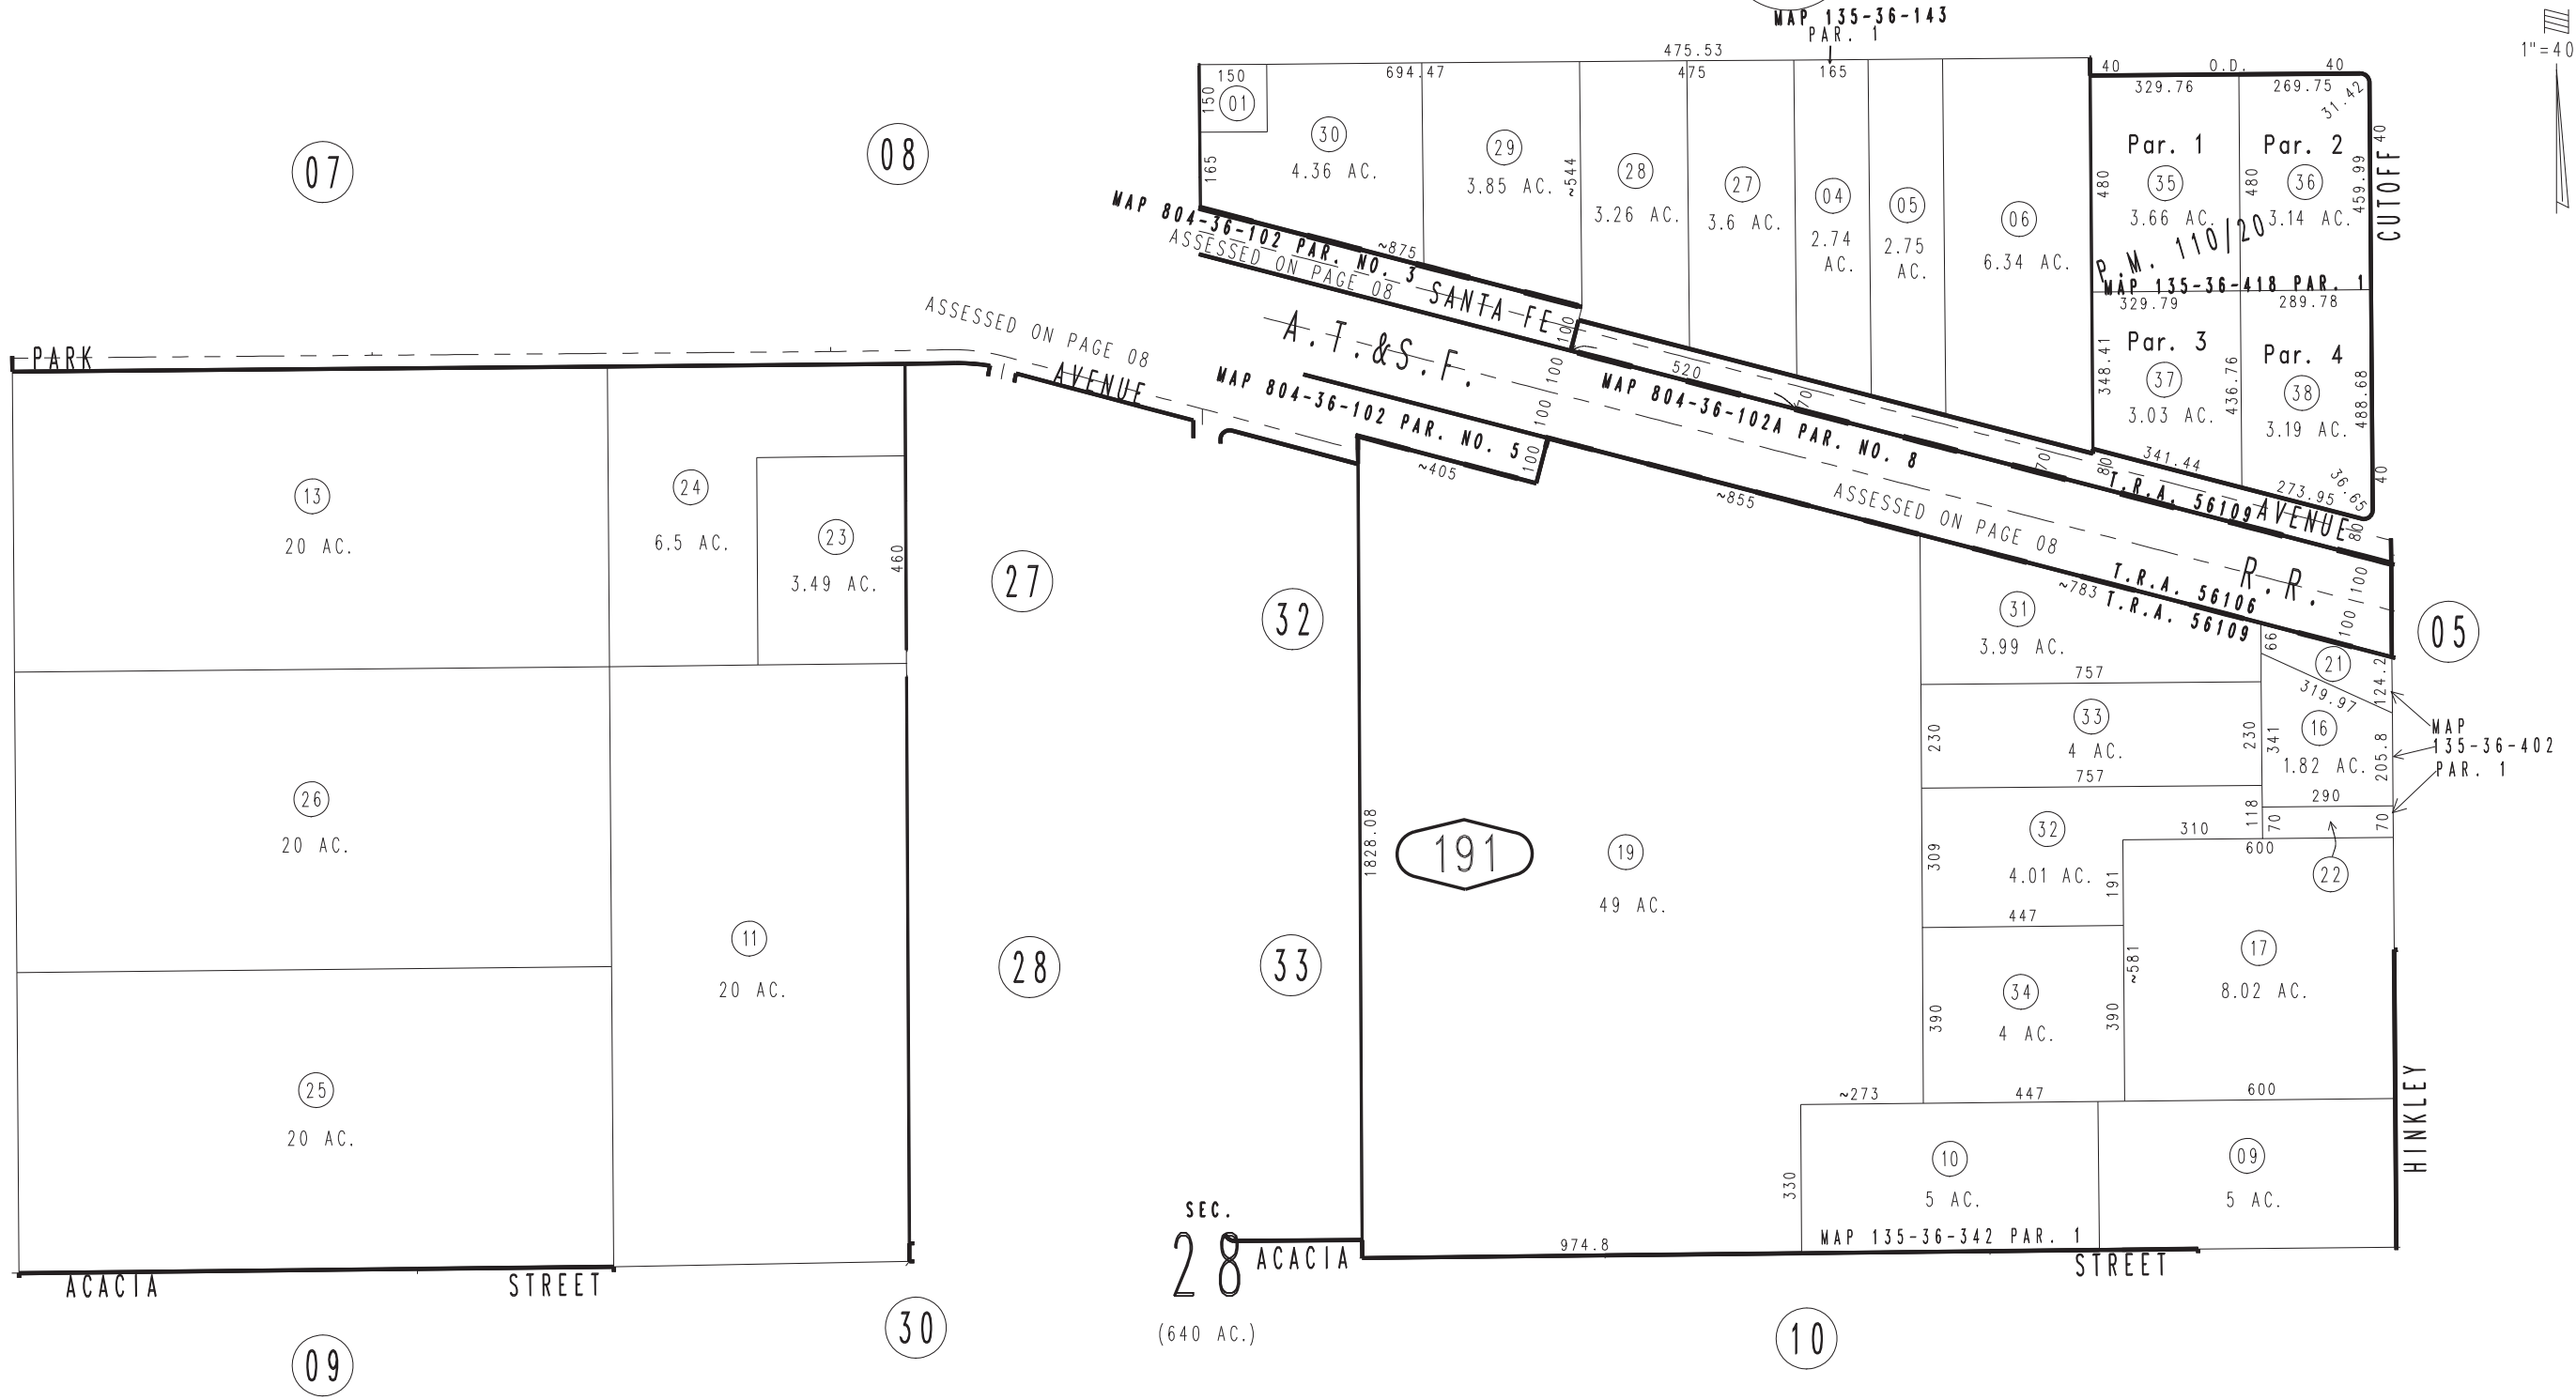 MAP 135-36-143
PAR. 1
1"=40
475.53
150
694.47
475
165
40
O.D.
40
329.76
269.75
31.42
150
01
165
30
4.36 AC.
29
3.85 AC.
~544
28
3.26 AC.
27
3.6 AC.
04
2.74
AC.
05
2.75
AC.
06
6.34 AC.
480
Par. 1
35
3.66 AC.
480
Par. 2
36
3.14 AC.
459.99
40
CUTOFF
P.M. 110/20
MAP 135-36-418 PAR. 1
329.79
289.78
348.41
Par. 3
37
3.03 AC.
436.76
Par. 4
38
3.19 AC.
488.68
341.44
273.95
36.65
40
07
08
MAP 804-36-102 PAR. NO. 3
ASSESSED ON PAGE 08
~875
SANTA FE
100
A.T.&S.F.
ASSESSED ON PAGE 08
PARK
AVENUE
MAP 804-36-102 PAR. NO. 5
~405
100
100
100
520
70
MAP 804-36-102A PAR. NO. 8
70
80
T.R.A. 56109
AVENUE
80
~855
ASSESSED ON PAGE 08
R.R.
100
100
~783
T.R.A. 56106
T.R.A. 56109
05
13
20 AC.
24
6.5 AC.
23
3.49 AC.
460
27
32
31
3.99 AC.
757
66
21
124.2
319.97
26
20 AC.
11
20 AC.
28
33
1828.08
191
19
49 AC.
230
33
4 AC.
230
757
341
16
1.82 AC.
205.8
290
MAP
135-36-402
PAR. 1
309
32
4.01 AC.
118
70
70
310
600
22
191
447
~581
17
8.02 AC.
390
34
4 AC.
390
25
20 AC.
~273
447
600
HINKLEY
330
10
5 AC.
09
5 AC.
MAP 135-36-342 PAR. 1
974.8
SEC.
28
(640 AC.)
ACACIA
STREET
ACACIA
STREET
09
30
10